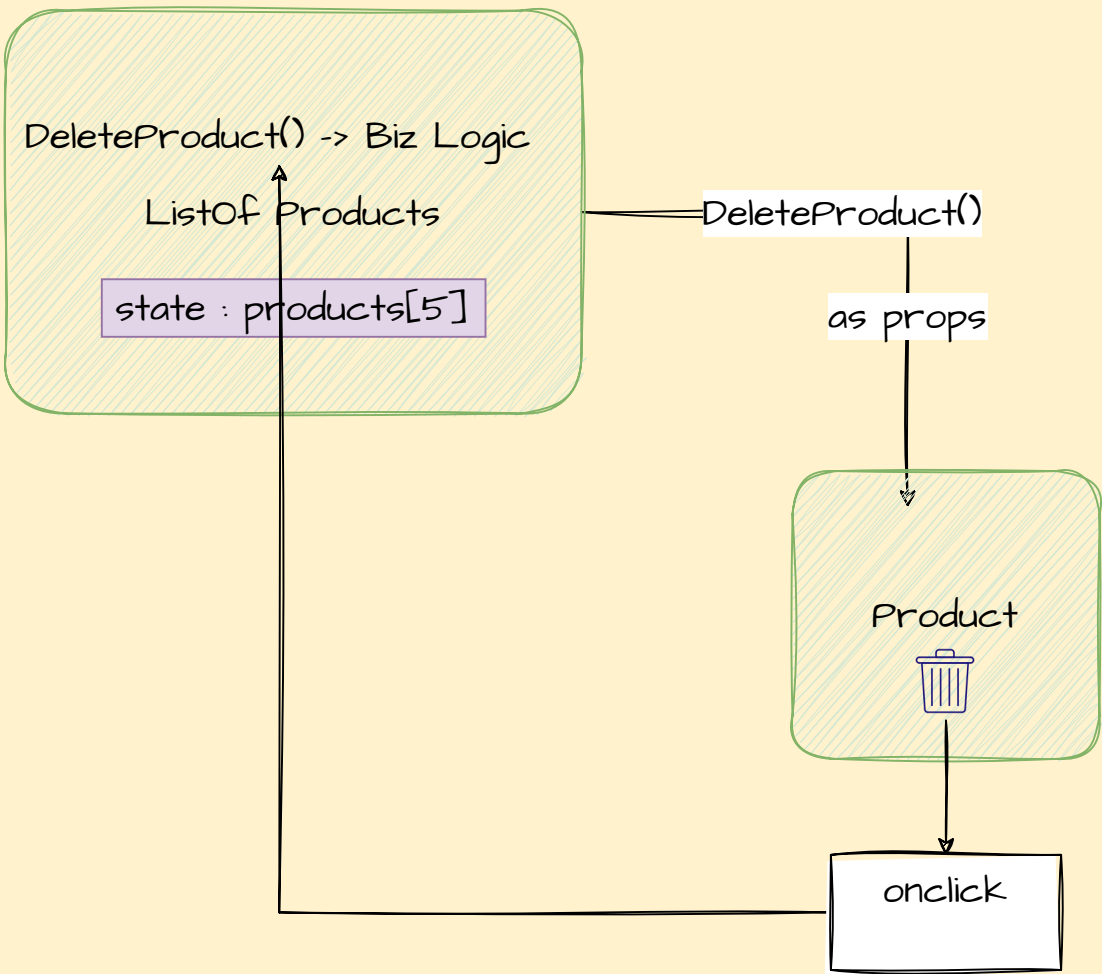 DeleteProduct() -> Biz Logic
ListOf Products
state : products[5]
DeleteProduct()
as props
Product
onclick